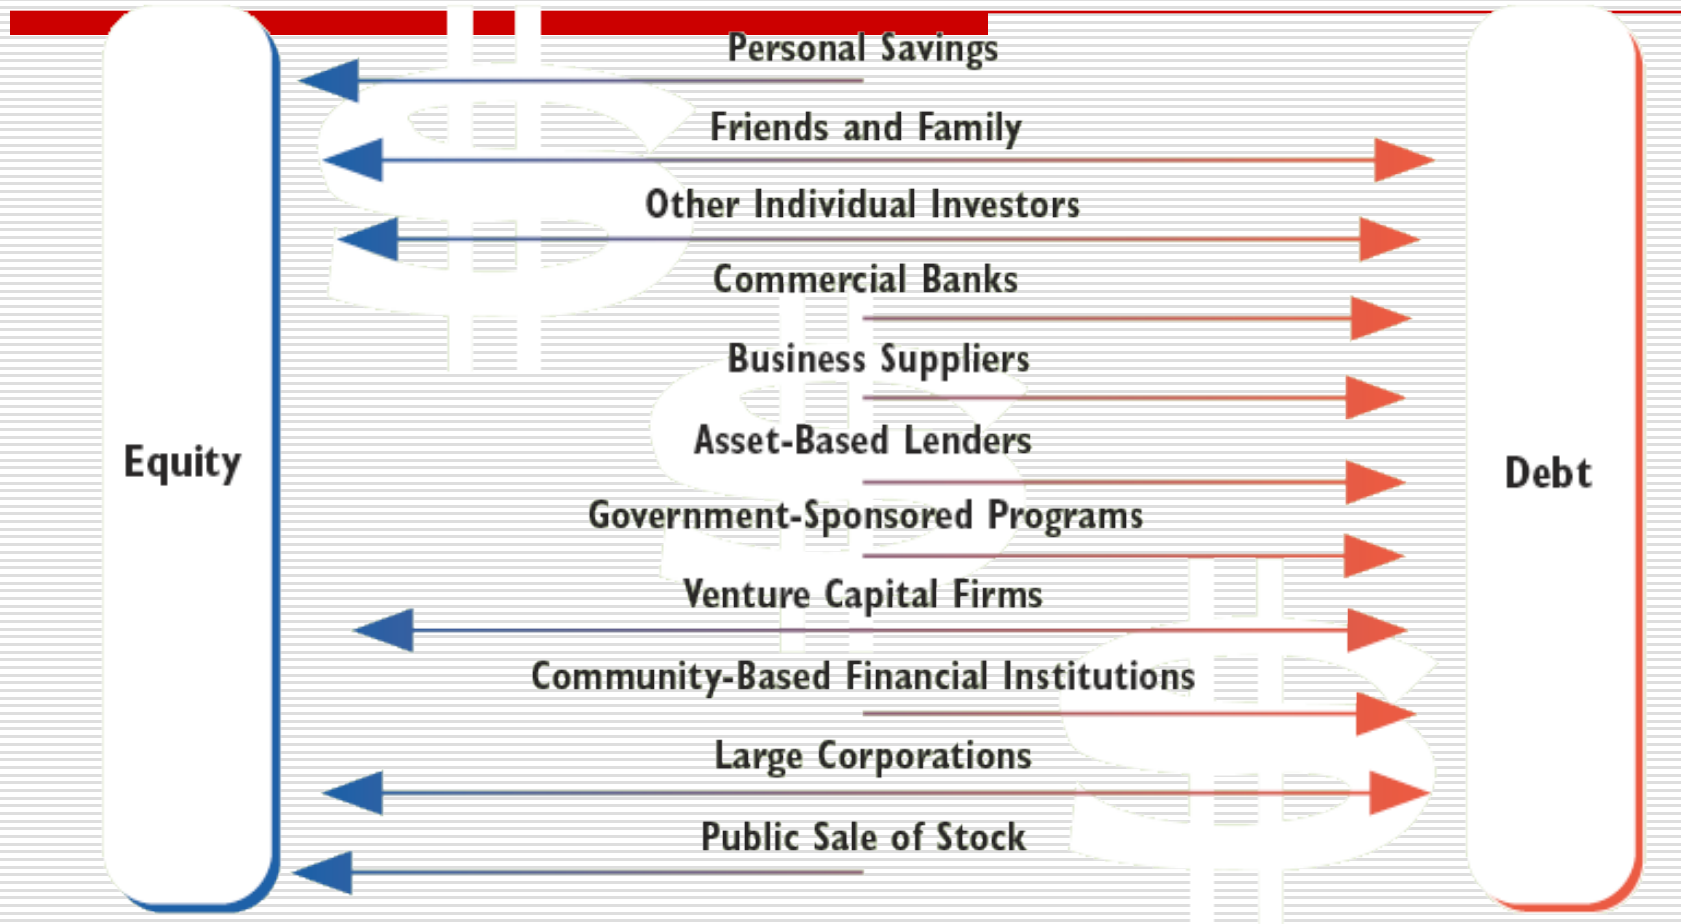 Personal Savings
Friends and Family
Other Individual Investors
Commercial Banks
Business Suppliers
Asset-Based Lenders
Equity
Debt
Government-Sponsored Programs
Venture Capital Firms
Community-Based Financial Institutions
Large Corporations
Public Sale of Stock